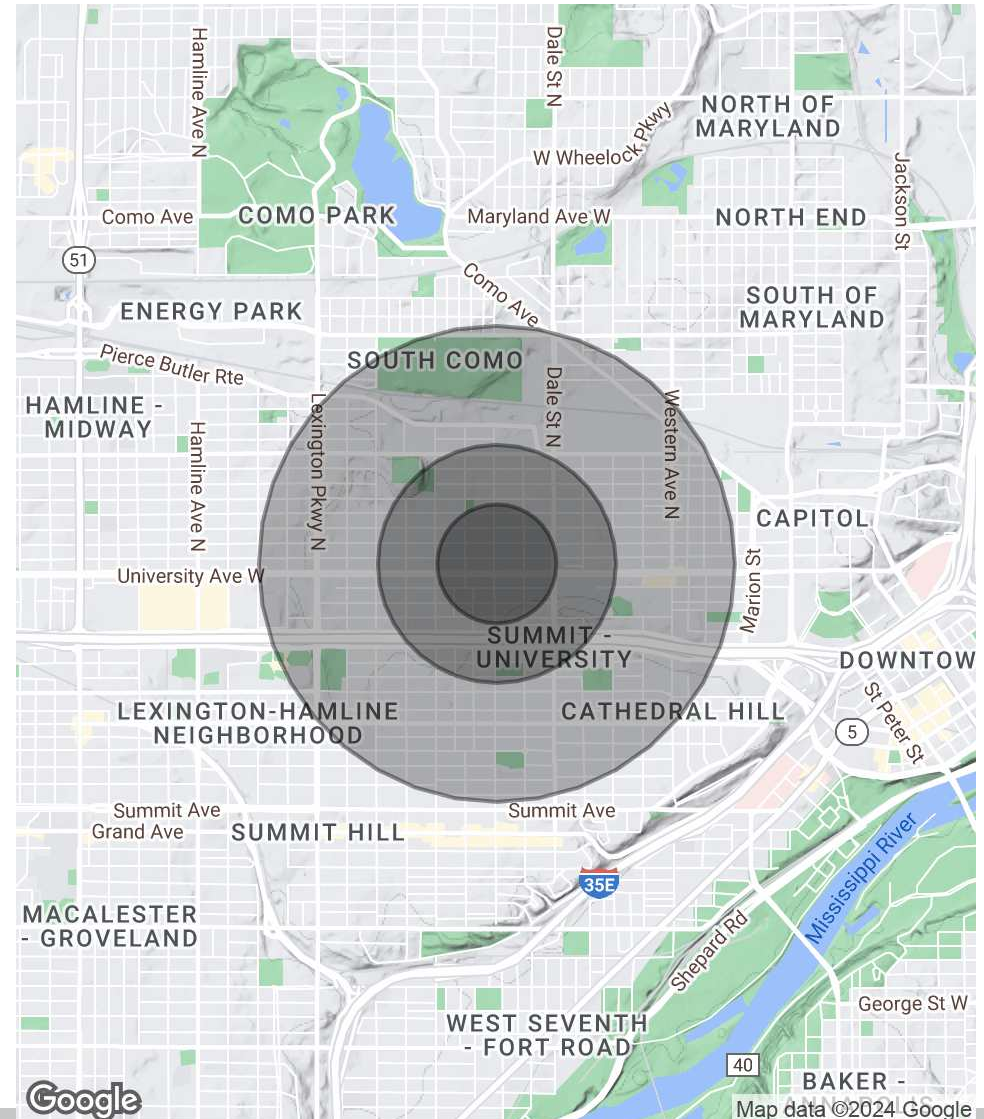 Hamline Ave N
Dale St N
NORTH OF
MARYLAND
W Wheelock Pkwy
Jackson St
Como Ave
COMO PARK
Maryland Ave W
NORTH END
51
Como Ave
ENERGY PARK
SOUTH OF
MARYLAND
Pierce Butler Rte
SOUTH COMO
Dale St N
HAMLINE -
MIDWAY
Lexington Pkwy N
Western Ave N
Hamline Ave N
CAPITOL
University Ave W
Marion St
SUMMIT -
UNIVERSITY
DOWNTOW
LEXINGTON-HAMLINE
NEIGHBORHOOD
CATHEDRAL HILL
St Peter St
5
Summit Ave
Summit Ave
Grand Ave
SUMMIT HILL
Mississippi River
35E
MACALESTER
- GROVELAND
Shepard Rd
George St W
WEST SEVENTH
- FORT ROAD
40
BAKER -
ANNAPOLIS
Google
Map data ©2024 Google